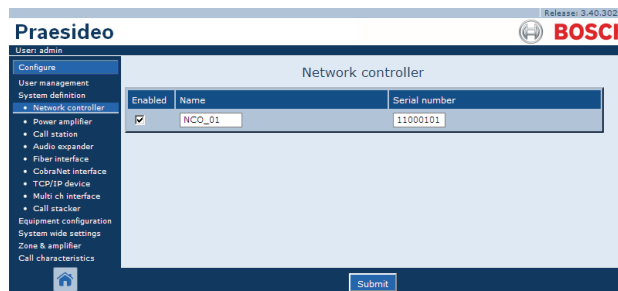 Release: 3.40.302
Praesideo
BOSCH
User: admin
Configure
User management
System definition
• Network controller
• Power amplifier
• Call station
• Audio expander
• Fiber interface
• CobraNet interface
• TCP/IP device
• Multi ch interface
• Call stacker
Equipment configuration
System wide settings
Zone & amplifier
Call characteristics
Network controller
Enabled Name Serial number
NCO_01 11000101
Submit